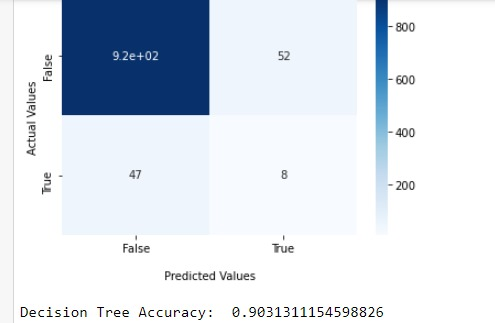 800
False
9.2e+02 52
600
Actual Values
400
True
47 8
200
False True
Predicted Values
Decision Tree Accuracy:  0.9031311154598826